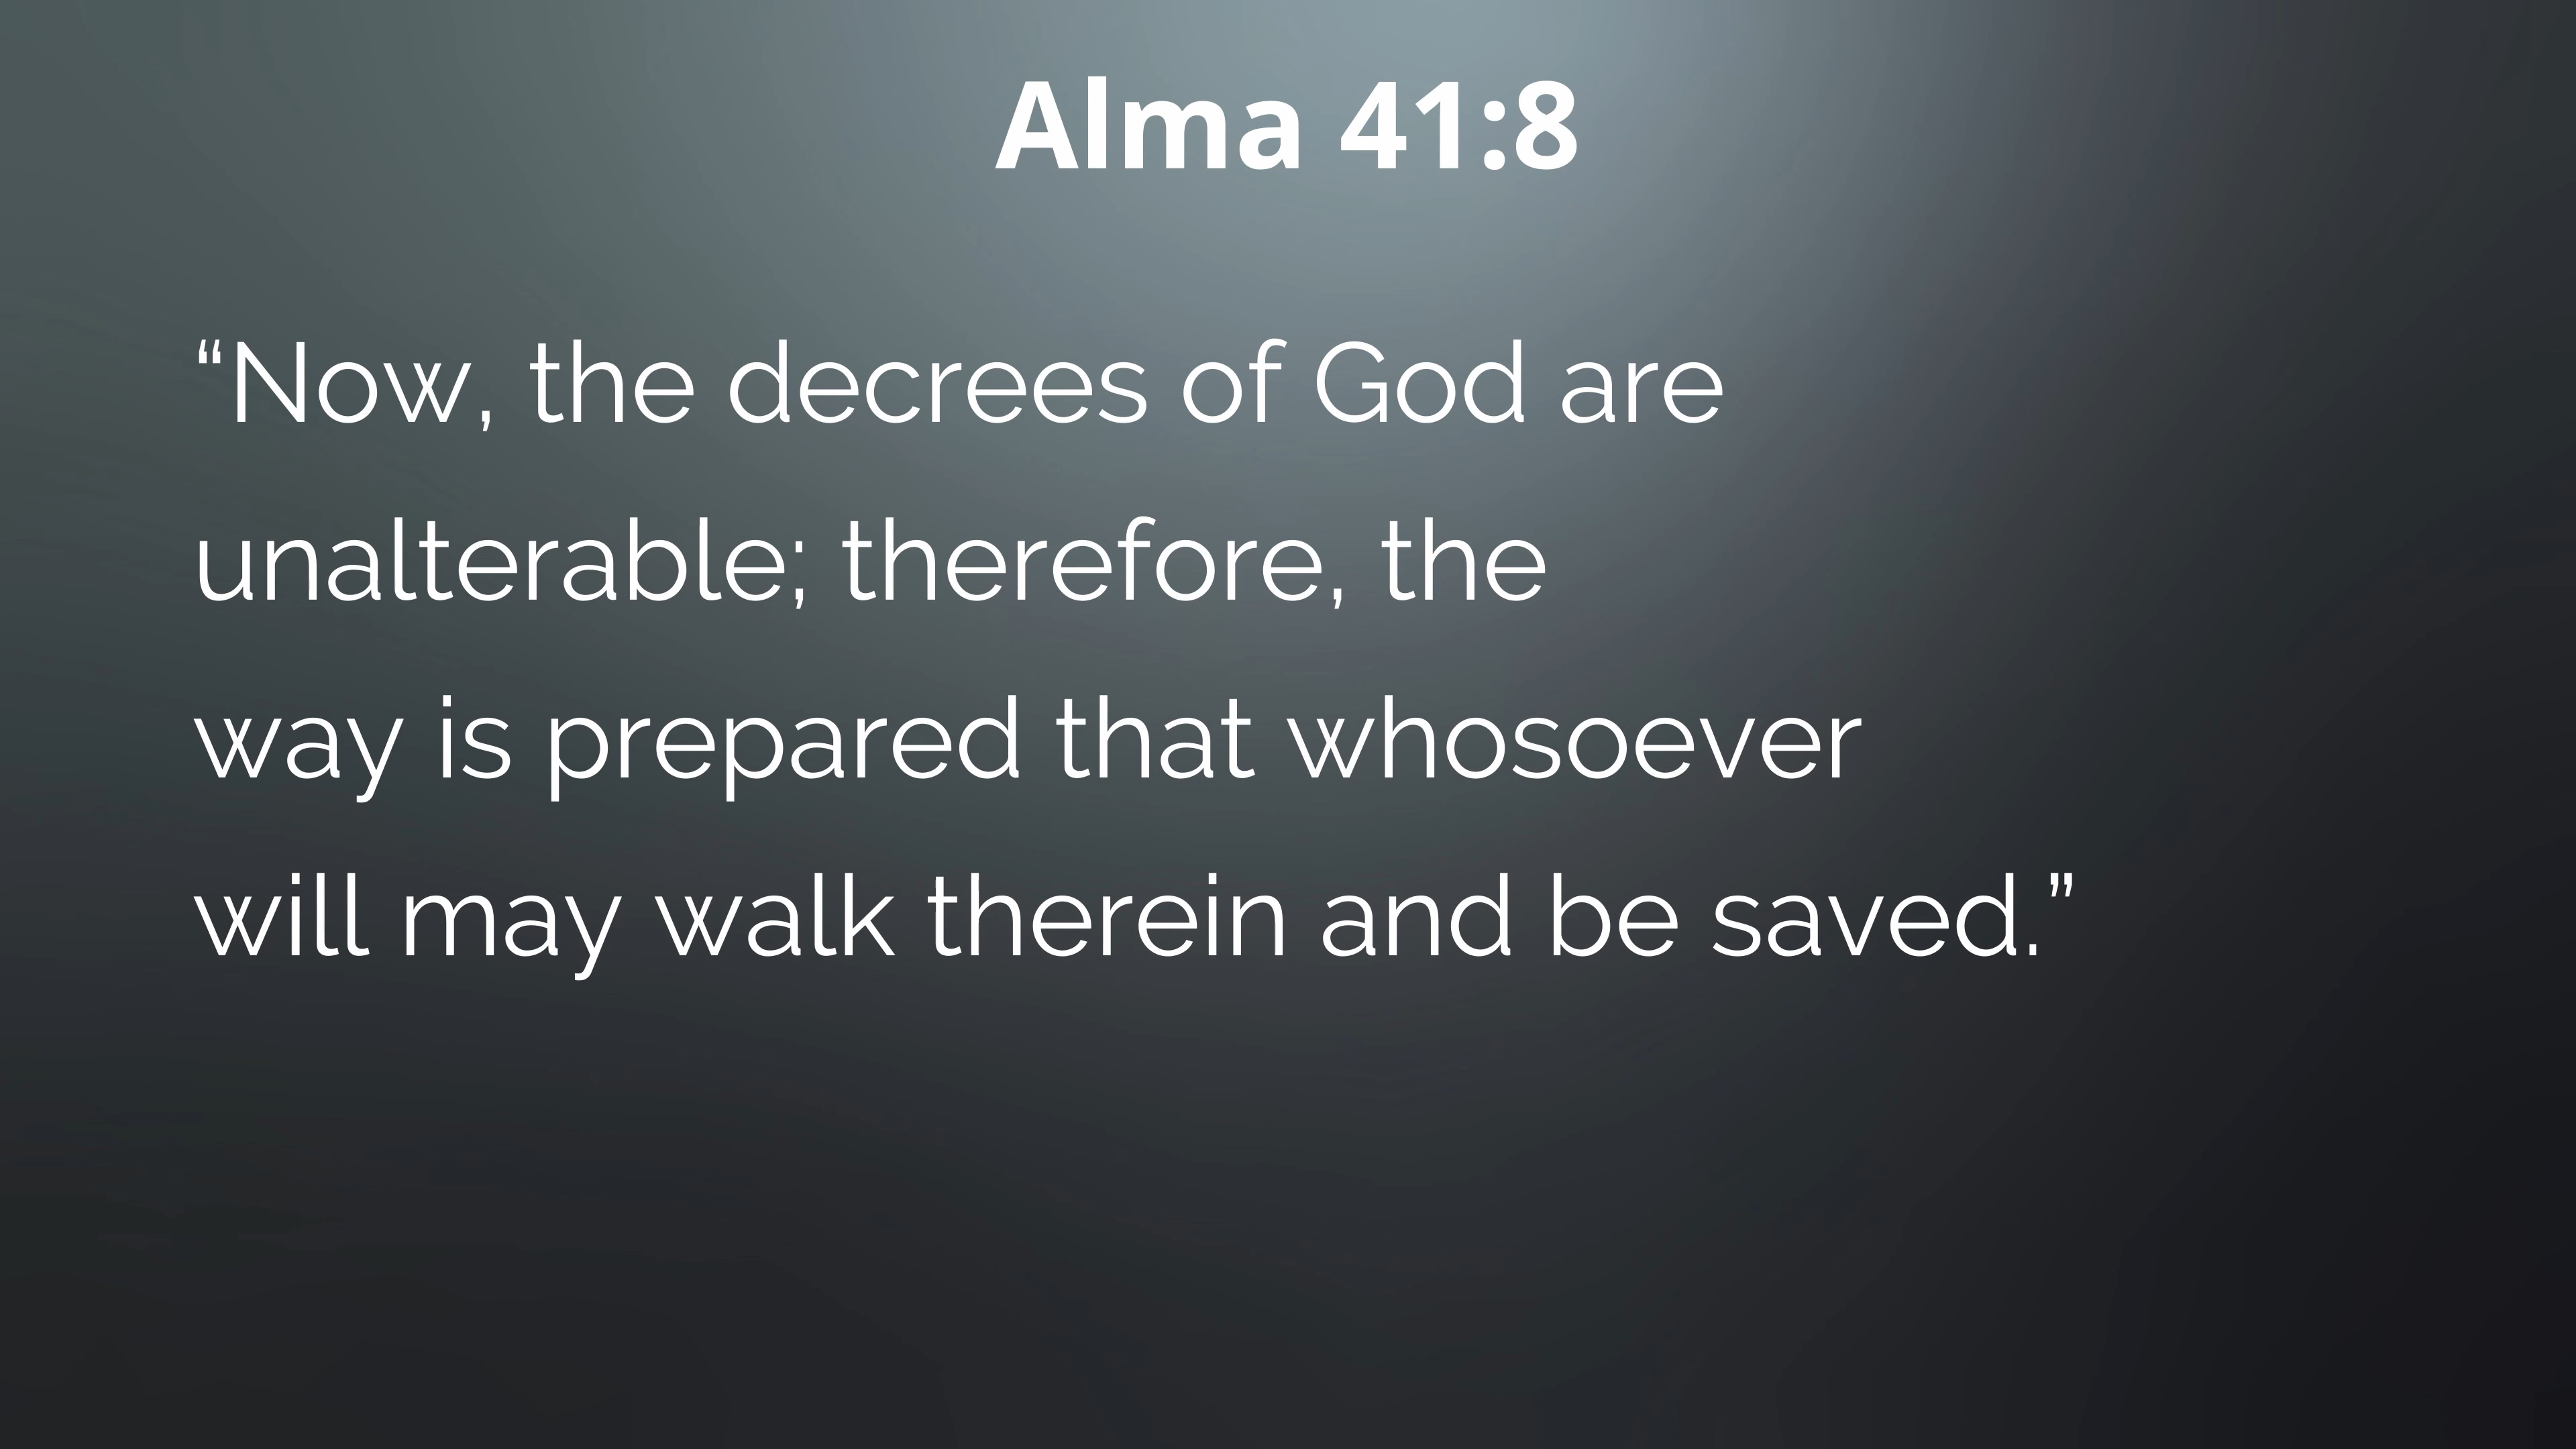 Alma 41:8
“Now, the decrees of God are
unalterable; therefore, the
way is prepared that whosoever
will may walk therein and be saved.”